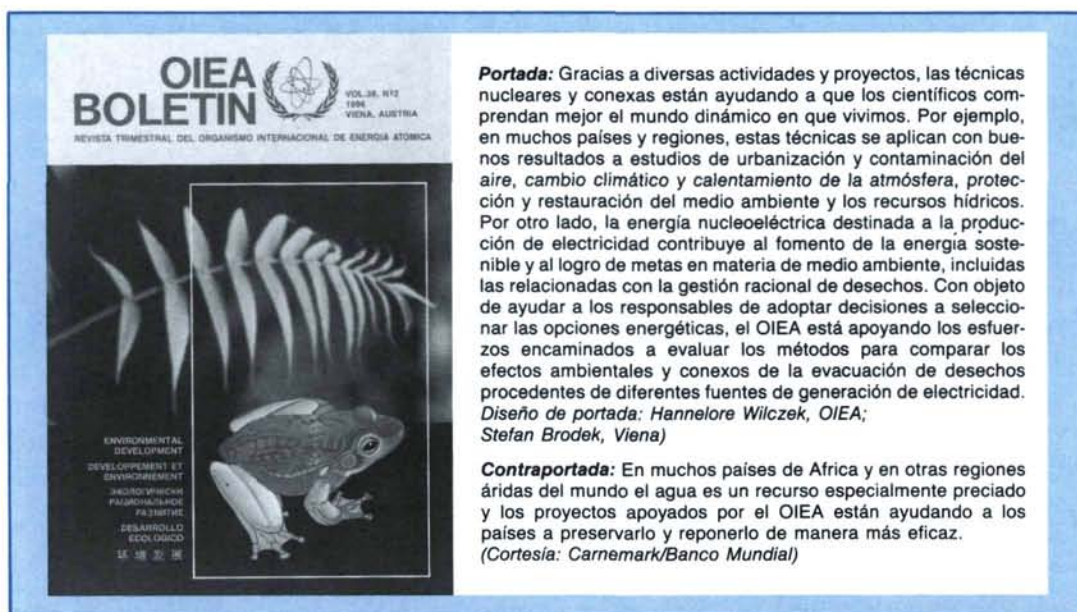 OIEA
BOLETIN
VOL.38, Nº2
1996
VIENA, AUSTRIA
REVISTA TRIMESTRAL DEL ORGANISMO INTERNACIONAL DE ENERGIA ATOMICA
ENVIRONMENTAL
DEVELOPMENT
DEVELOPPEMENT ET
ENVIRONNEMENT
ЭКОЛОГИЧЕСКИ
РАЦИОНАЛЬНОЕ
РАЗВИТИЕ
DESARROLLO
ECOLOGICO
环境发展
Portada: Gracias a diversas actividades y proyectos, las técnicas
nucleares y conexas están ayudando a que los científicos com-
prendan mejor el mundo dinámico en que vivimos. Por ejemplo,
en muchos países y regiones, estas técnicas se aplican con bue-
nos resultados a estudios de urbanización y contaminación del
aire, cambio climático y calentamiento de la atmósfera, protec-
ción y restauración del medio ambiente y los recursos hídricos.
Por otro lado, la energía nucleoeléctrica destinada a la produc-
ción de electricidad contribuye al fomento de la energía soste-
nible y al logro de metas en materia de medio ambiente, incluidas
las relacionadas con la gestión racional de desechos. Con objeto
de ayudar a los responsables de adoptar decisiones a seleccio-
nar las opciones energéticas, el OIEA está apoyando los esfuer-
zos encaminados a evaluar los métodos para comparar los
efectos ambientales y conexos de la evacuación de desechos
procedentes de diferentes fuentes de generación de electricidad.
Diseño de portada: Hannelore Wilczek, OIEA;
Stefan Brodek, Viena)
Contraportada: En muchos países de Africa y en otras regiones
áridas del mundo el agua es un recurso especialmente preciado
y los proyectos apoyados por el OIEA están ayudando a los
países a preservarlo y reponerlo de manera más eficaz.
(Cortesía: Carnemark/Banco Mundial)